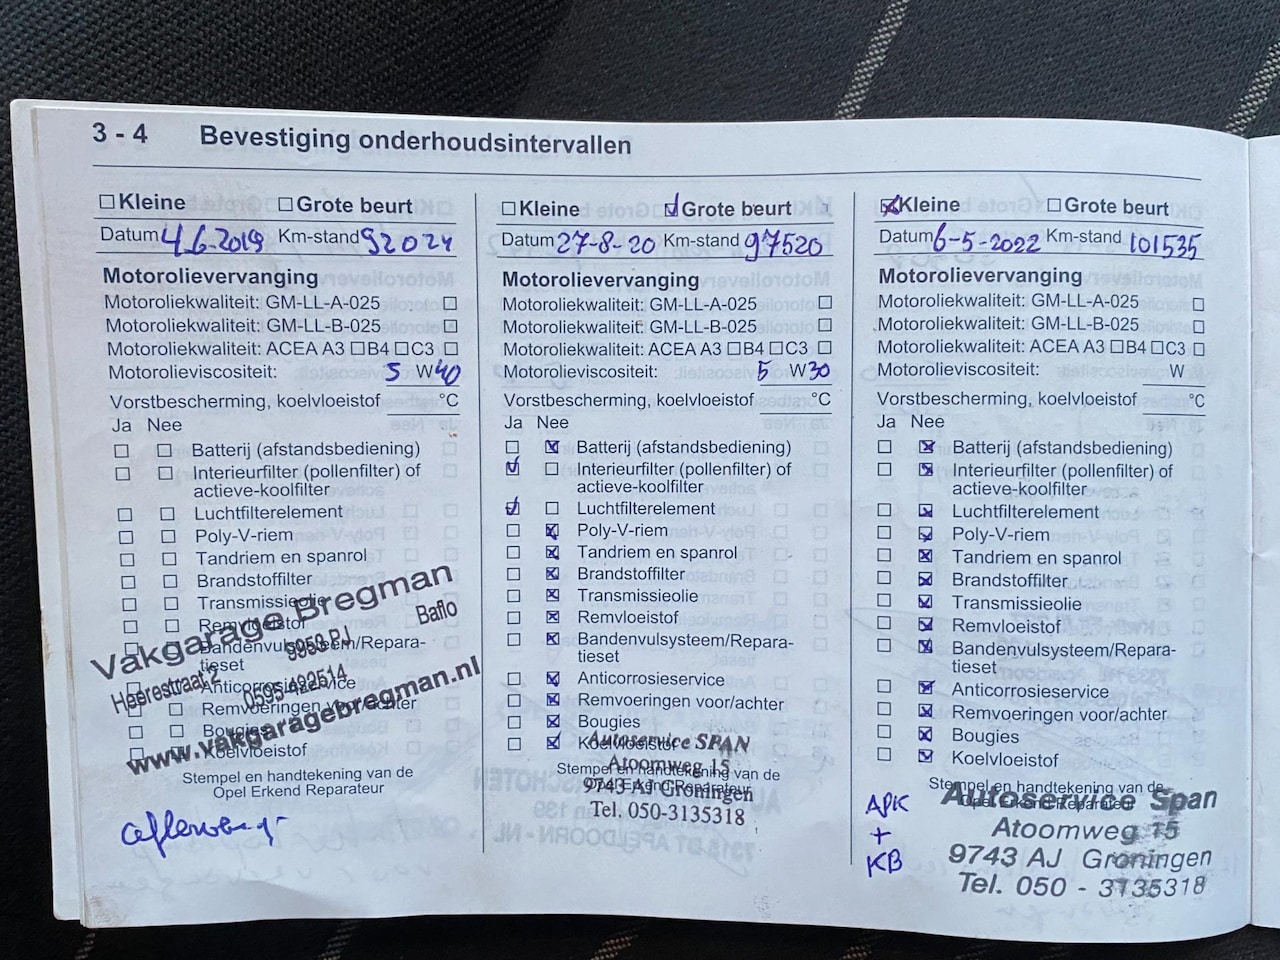 3 - 4 Bevestiging onderhoudsintervallen
Kleine Grote beurt
Datum 4.6-2019 Km-stand 92024
Motorolievervanging
Motoroliekwaliteit: GM-LL-A-025
Motoroliekwaliteit: GM-LL-B-025
Motoroliekwaliteit: ACEA A3 B4 C3
Motorolieviscositeit: 5 W 40
Vorstbescherming, koelvloeistof °C
Ja Nee
Batterij (afstandsbediening)
Interieurfilter (pollenfilter) of
actieve-koolfilter
Luchtfilterelement
Poly-V-riem
Tandriem en spanrol
Brandstoffilter
Transmissieolie
Remvloeistof
Bandenvulsysteem/Repara-
tieset
Anticorrosieservice
Remvoeringen voor/achter
Bougies
Koelvloeistof
Vakgarage Bregman
Heerestraat 2 9953 PJ Baflo
0595-422514
www.vakgaragebregman.nl
Stempel en handtekening van de
Opel Erkend Reparateur
Kleine Grote beurt
Datum 27-8-20 Km-stand 97520
Motorolievervanging
Motoroliekwaliteit: GM-LL-A-025
Motoroliekwaliteit: GM-LL-B-025
Motoroliekwaliteit: ACEA A3 B4 C3
Motorolieviscositeit: 5 W 30
Vorstbescherming, koelvloeistof °C
Ja Nee
Batterij (afstandsbediening)
Interieurfilter (pollenfilter) of
actieve-koolfilter
Luchtfilterelement
Poly-V-riem
Tandriem en spanrol
Brandstoffilter
Transmissieolie
Remvloeistof
Bandenvulsysteem/Repara-
tieset
Anticorrosieservice
Remvoeringen voor/achter
Bougies
Koelvloeistof
Stempel en handtekening van de
Opel Erkend Reparateur
Autoservice SPAN
Atoomweg 15
9743 AJ Groningen
Tel. 050-3135318
Kleine Grote beurt
Datum 6-5-2022 Km-stand 101535
Motorolievervanging
Motoroliekwaliteit: GM-LL-A-025
Motoroliekwaliteit: GM-LL-B-025
Motoroliekwaliteit: ACEA A3 B4 C3
Motorolieviscositeit: W
Vorstbescherming, koelvloeistof °C
Ja Nee
Batterij (afstandsbediening)
Interieurfilter (pollenfilter) of
actieve-koolfilter
Luchtfilterelement
Poly-V-riem
Tandriem en spanrol
Brandstoffilter
Transmissieolie
Remvloeistof
Bandenvulsysteem/Repara-
tieset
Anticorrosieservice
Remvoeringen voor/achter
Bougies
Koelvloeistof
Stempel en handtekening van de
Opel Erkend Reparateur
APK
+
KB
Autoservice Span
Atoomweg 15
9743 AJ Groningen
Tel. 050 - 3135318